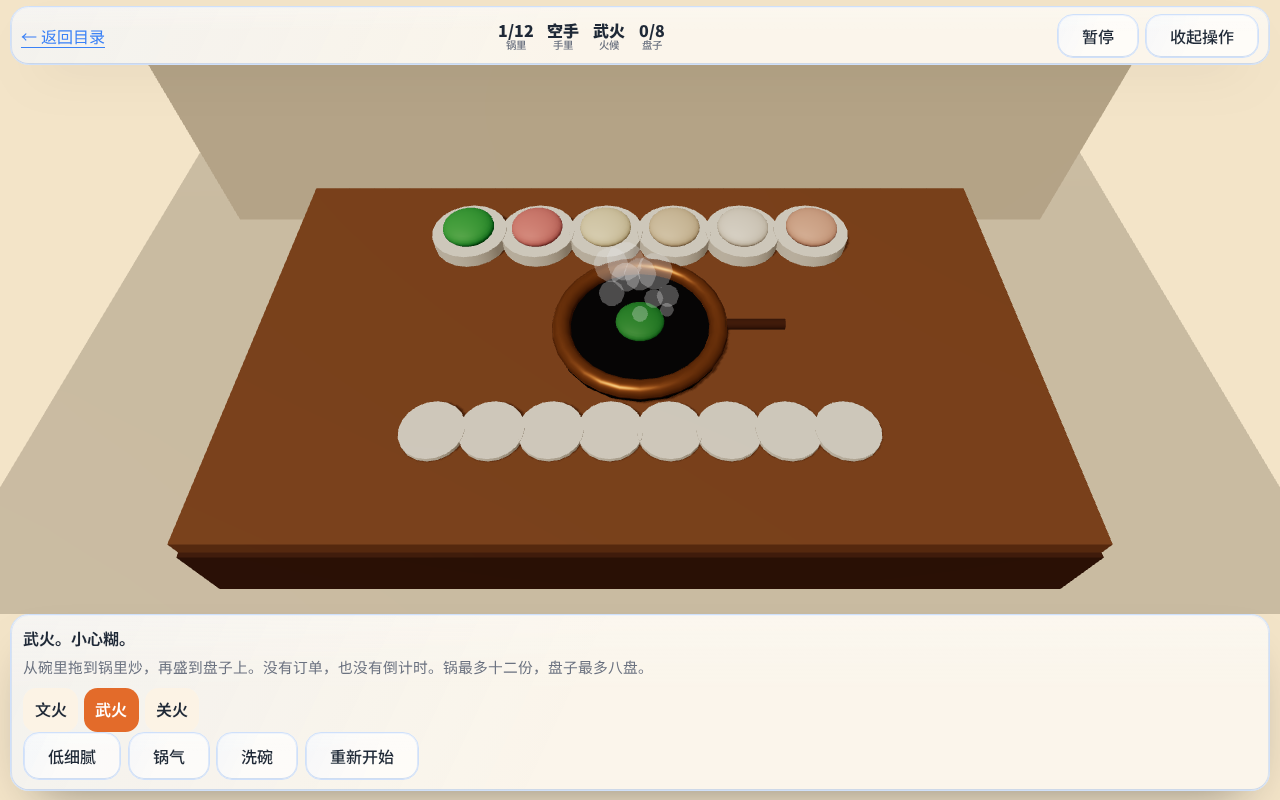 ← 返回目录
1/12 空手 武火 0/8
锅里 手里 火候 盘子
暂停 收起操作
武火。小心糊。
从碗里拖到锅里炒，再盛到盘子上。没有订单，也没有倒计时。锅最多十二份，盘子最多八盘。
文火 武火 关火
低细腻 锅气 洗碗 重新开始